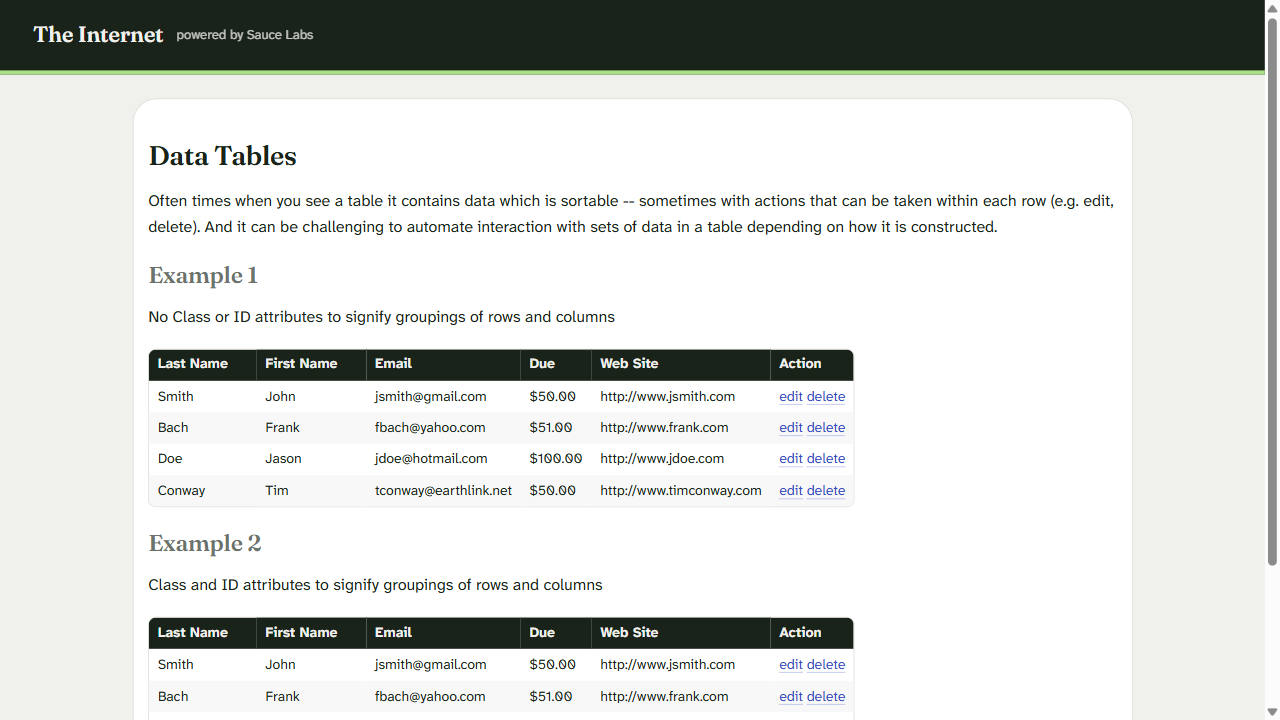 The Internet powered by Sauce Labs
Data Tables
Often times when you see a table it contains data which is sortable -- sometimes with actions that can be taken within each row (e.g. edit,
delete). And it can be challenging to automate interaction with sets of data in a table depending on how it is constructed.
Example 1
No Class or ID attributes to signify groupings of rows and columns
Last Name First Name Email Due Web Site Action
Smith John jsmith@gmail.com $50.00 http://www.jsmith.com edit delete
Bach Frank fbach@yahoo.com $51.00 http://www.frank.com edit delete
Doe Jason jdoe@hotmail.com $100.00 http://www.jdoe.com edit delete
Conway Tim tconway@earthlink.net $50.00 http://www.timconway.com edit delete
Example 2
Class and ID attributes to signify groupings of rows and columns
Last Name First Name Email Due Web Site Action
Smith John jsmith@gmail.com $50.00 http://www.jsmith.com edit delete
Bach Frank fbach@yahoo.com $51.00 http://www.frank.com edit delete